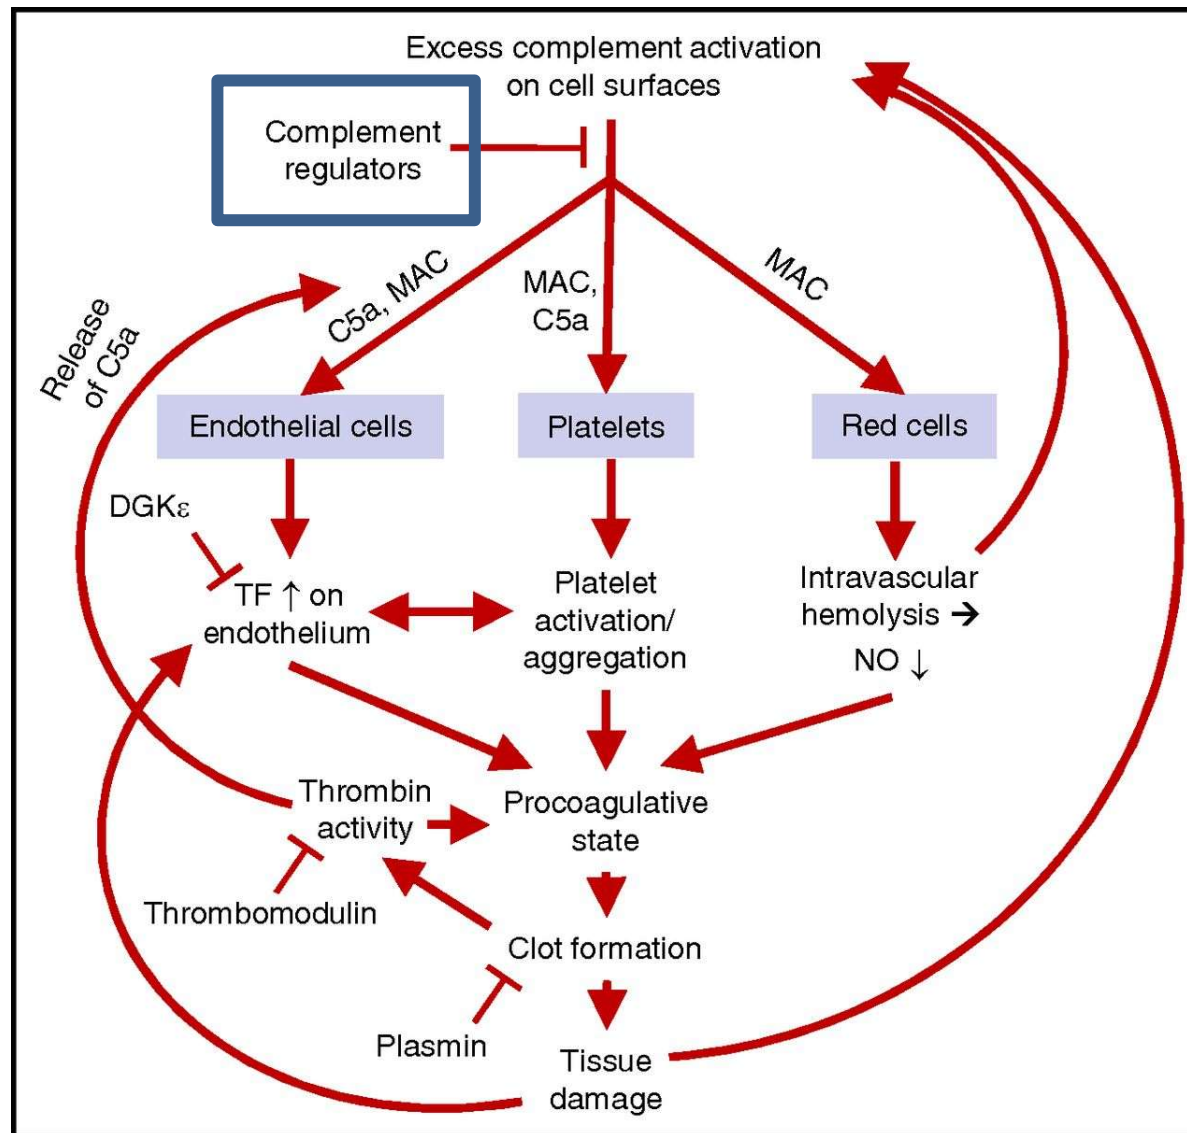 Excess complement activation
on cell surfaces
Complement
regulators
C5a, MAC
MAC,
C5a
MAC
Release
of C5a
Endothelial cells
Platelets
Red cells
DGKε
TF ↑ on
endothelium
Platelet
activation/
aggregation
Intravascular
hemolysis →
NO ↓
Thrombin
activity
Procoagulative
state
Thrombomodulin
Clot formation
Plasmin
Tissue
damage